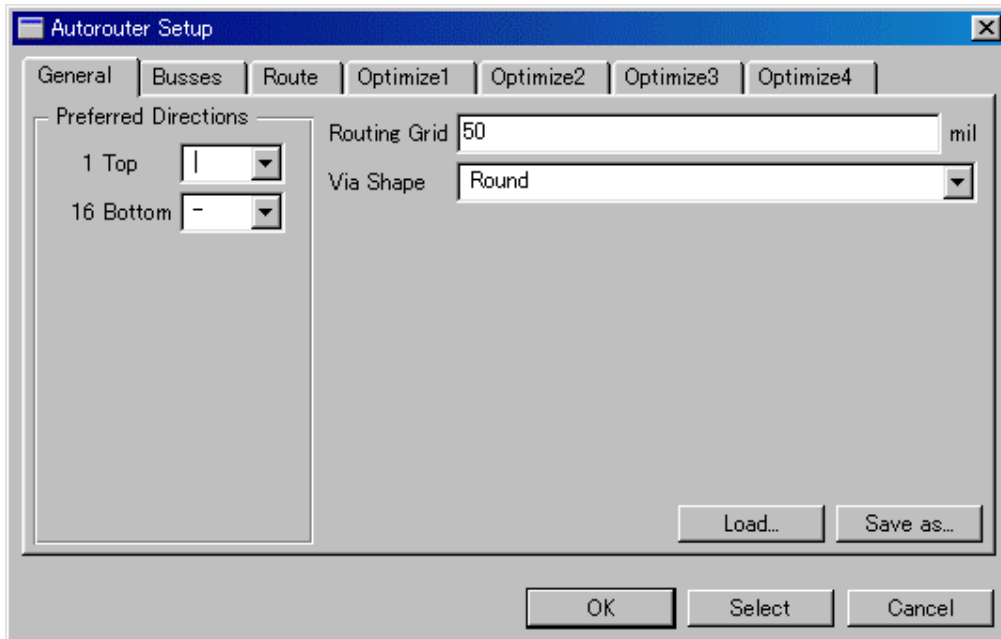 Autorouter Setup
General Busses Route Optimize1 Optimize2 Optimize3 Optimize4
Preferred Directions
1 Top |
16 Bottom -
Routing Grid 50 mil
Via Shape Round
Load... Save as...
OK Select Cancel